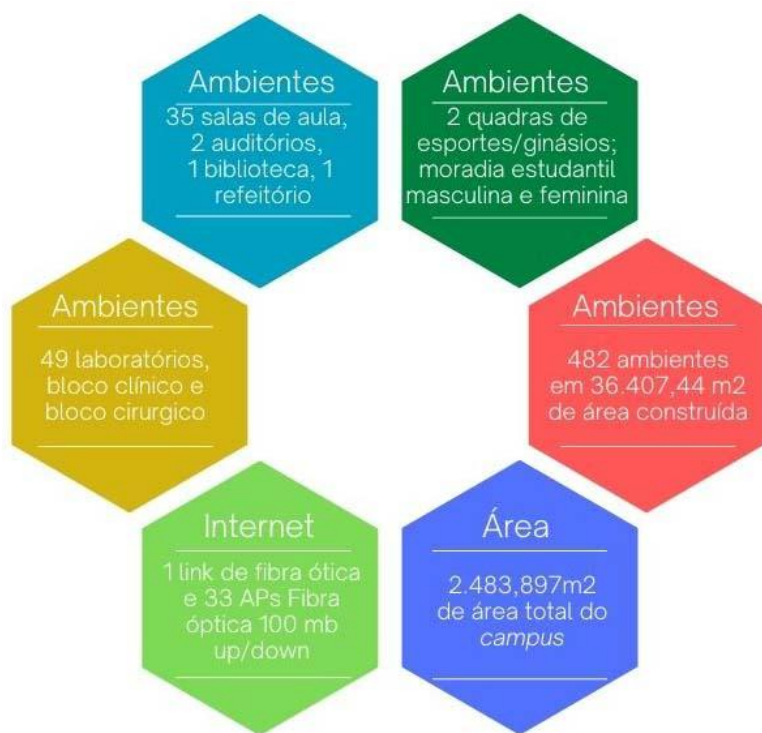 Ambientes
35 salas de aula,
2 auditórios,
1 biblioteca, 1
refeitório
Ambientes
2 quadras de
esportes/ginásios;
moradia estudantil
masculina e feminina
Ambientes
49 laboratórios,
bloco clínico e
bloco cirurgico
Ambientes
482 ambientes
em 36.407,44 m2
de área construída
Internet
1 link de fibra ótica
e 33 APs Fibra
óptica 100 mb
up/down
Área
2.483,897m2
de área total do
campus